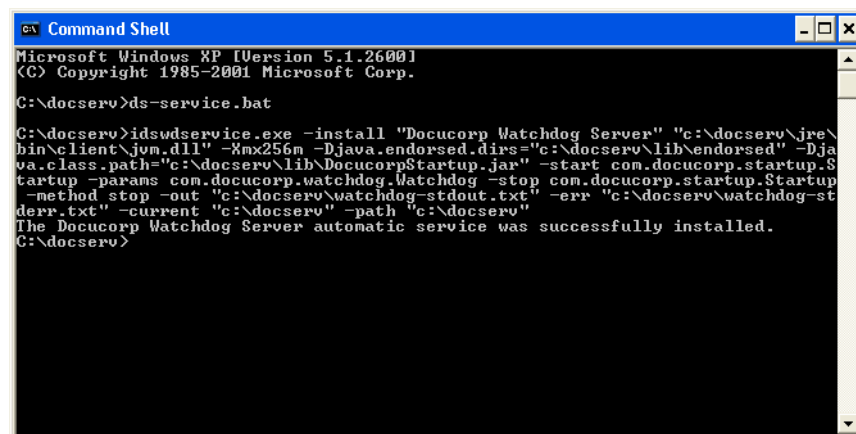 Command Shell
Microsoft Windows XP [Version 5.1.2600]
(C) Copyright 1985-2001 Microsoft Corp.
C:\docserv>ds-service.bat
C:\docserv>idswdservice.exe -install "Docucorp Watchdog Server" "c:\docserv\jre\
bin\client\jvm.dll" -Xmx256m -Djava.endorsed.dirs="c:\docserv\lib\endorsed" -Dja
va.class.path="c:\docserv\lib\DocucorpStartup.jar" -start com.docucorp.startup.S
tartup -params com.docucorp.watchdog.Watchdog -stop com.docucorp.startup.Startup
-method stop -out "c:\docserv\watchdog-stdout.txt" -err "c:\docserv\watchdog-st
derr.txt" -current "c:\docserv" -path "c:\docserv"
The Docucorp Watchdog Server automatic service was successfully installed.
C:\docserv>